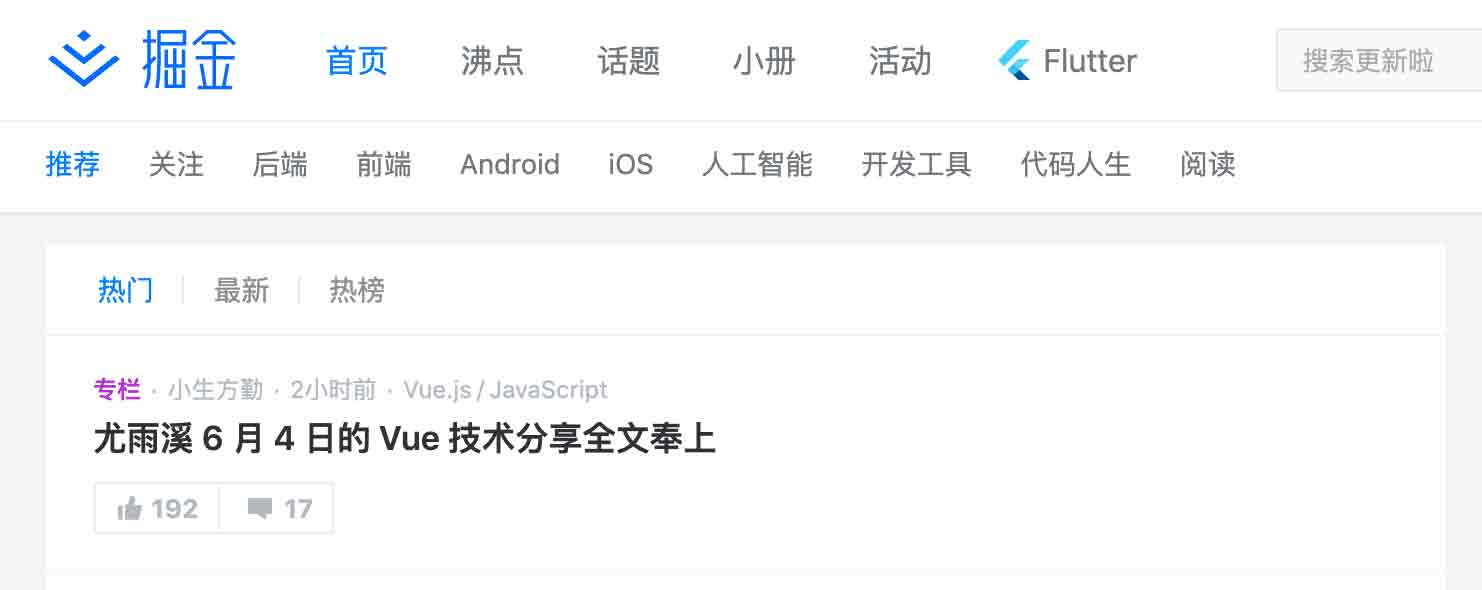 掘金 首页 沸点 话题 小册 活动 Flutter 搜索更新啦
推荐 关注 后端 前端 Android iOS 人工智能 开发工具 代码人生 阅读
热门 最新 热榜
专栏 · 小生方勤 · 2小时前 · Vue.js / JavaScript
尤雨溪 6 月 4 日的 Vue 技术分享全文奉上
192 17